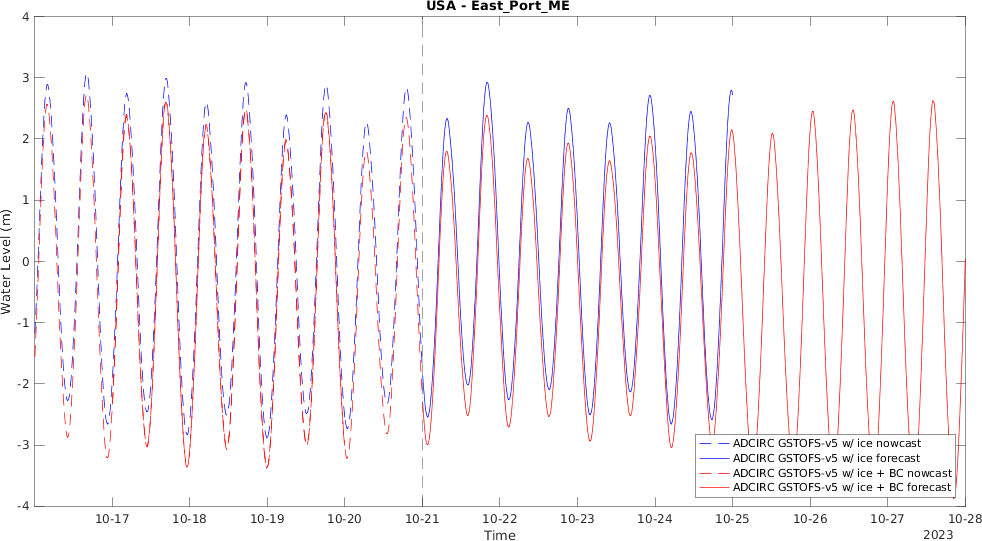 USA - East_Port_ME
4
3
2
1
0
-1
-2
-3
-4
Water Level (m)
ADCIRC GSTOFS-v5 w/ ice nowcast
ADCIRC GSTOFS-v5 w/ ice forecast
ADCIRC GSTOFS-v5 w/ ice + BC nowcast
ADCIRC GSTOFS-v5 w/ ice + BC forecast
10-17 10-18 10-19 10-20 10-21 10-22 10-23 10-24 10-25 10-26 10-27 10-28
Time
2023